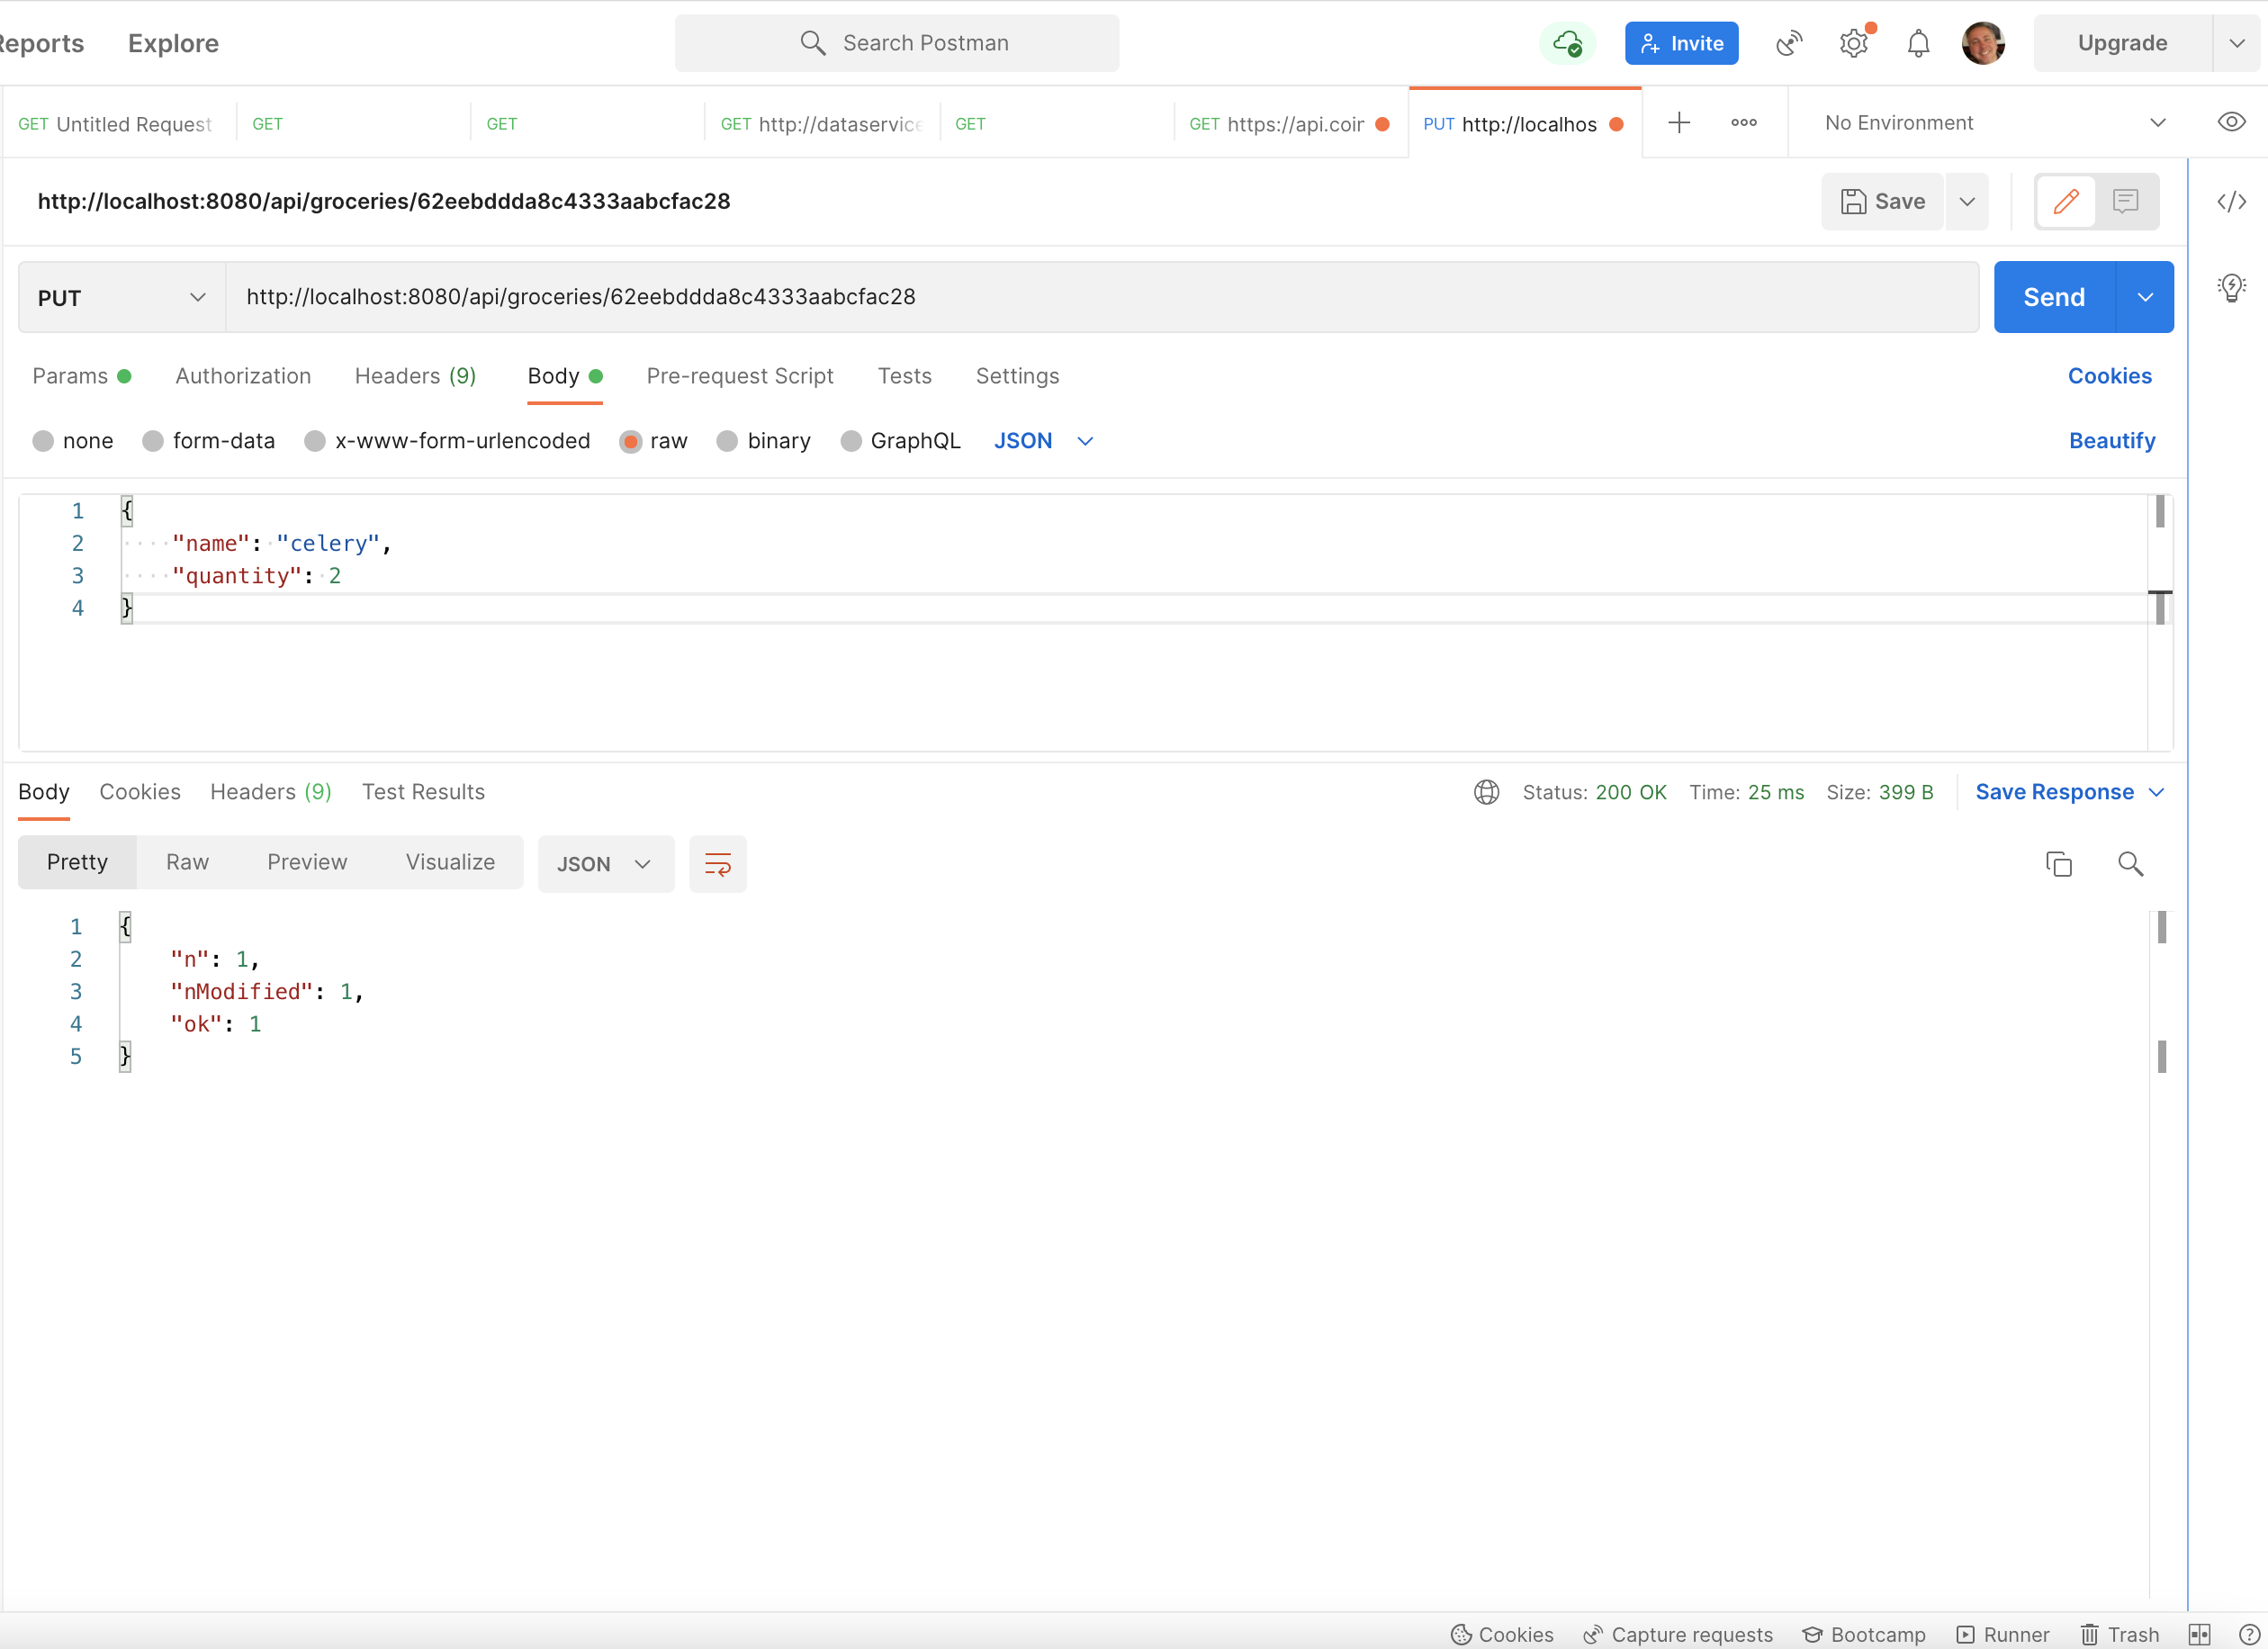 Reports Explore Search Postman Invite Upgrade
GET Untitled Request GET GET GET http://dataservice GET GET https://api.coin PUT http://localhos No Environment
http://localhost:8080/api/groceries/62eebddda8c4333aabcfac28 Save
PUT http://localhost:8080/api/groceries/62eebddda8c4333aabcfac28 Send
Params Authorization Headers (9) Body Pre-request Script Tests Settings Cookies
none form-data x-www-form-urlencoded raw binary GraphQL JSON Beautify
1 {
2 "name": "celery",
3 "quantity": 2
4 }
Body Cookies Headers (9) Test Results Status: 200 OK Time: 25 ms Size: 399 B Save Response
Pretty Raw Preview Visualize JSON
1 {
2 "n": 1,
3 "nModified": 1,
4 "ok": 1
5 }
Cookies Capture requests Bootcamp Runner Trash